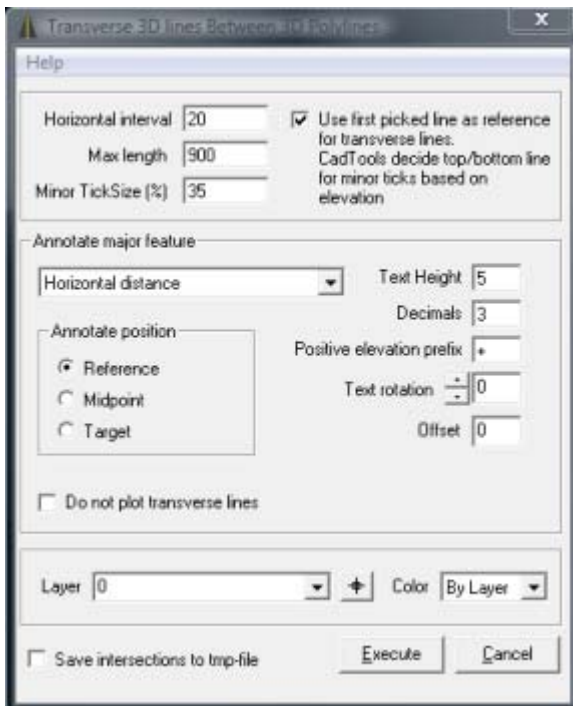 Transverse 3D lines Between 3D Polylines
x
Help
Horizontal interval 20
Max length 900
Minor TickSize (%) 35
Use first picked line as reference
for transverse lines.
CadTools decide top/bottom line
for minor ticks based on
elevation
Annotate major feature
Horizontal distance
Text Height 5
Decimals 3
Positive elevation prefix +
Text rotation 0
Offset 0
Annotate position
Reference
Midpoint
Target
Do not plot transverse lines
Layer 0
Color By Layer
Save intersections to tmp-file
Execute
Cancel